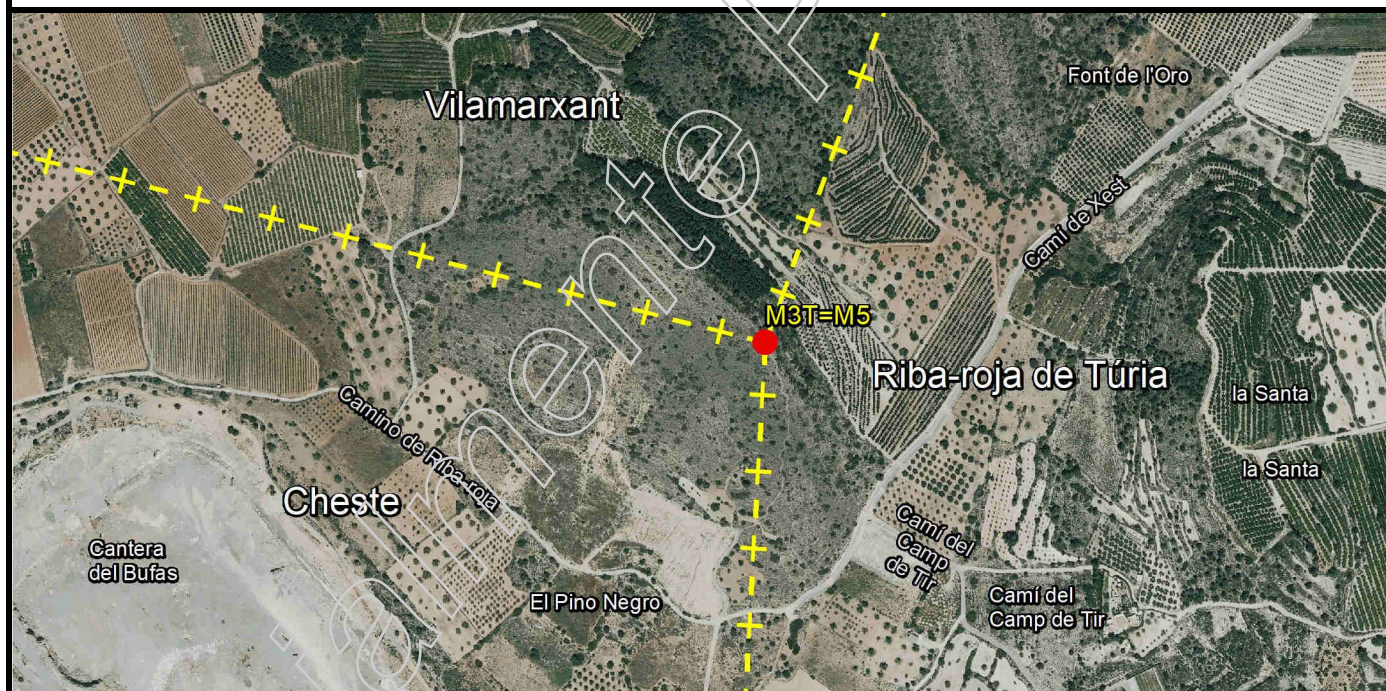 Font de l'Oro
Vilamarxant
Camí de Xest
M3T=M5
Riba-roja de Túria
la Santa
Camino de Riba-roja
la Santa
Cheste
Camí del
Camp
de Tir
Cantera
del Bufas
El Pino Negro
Camí del
Camp de Tir